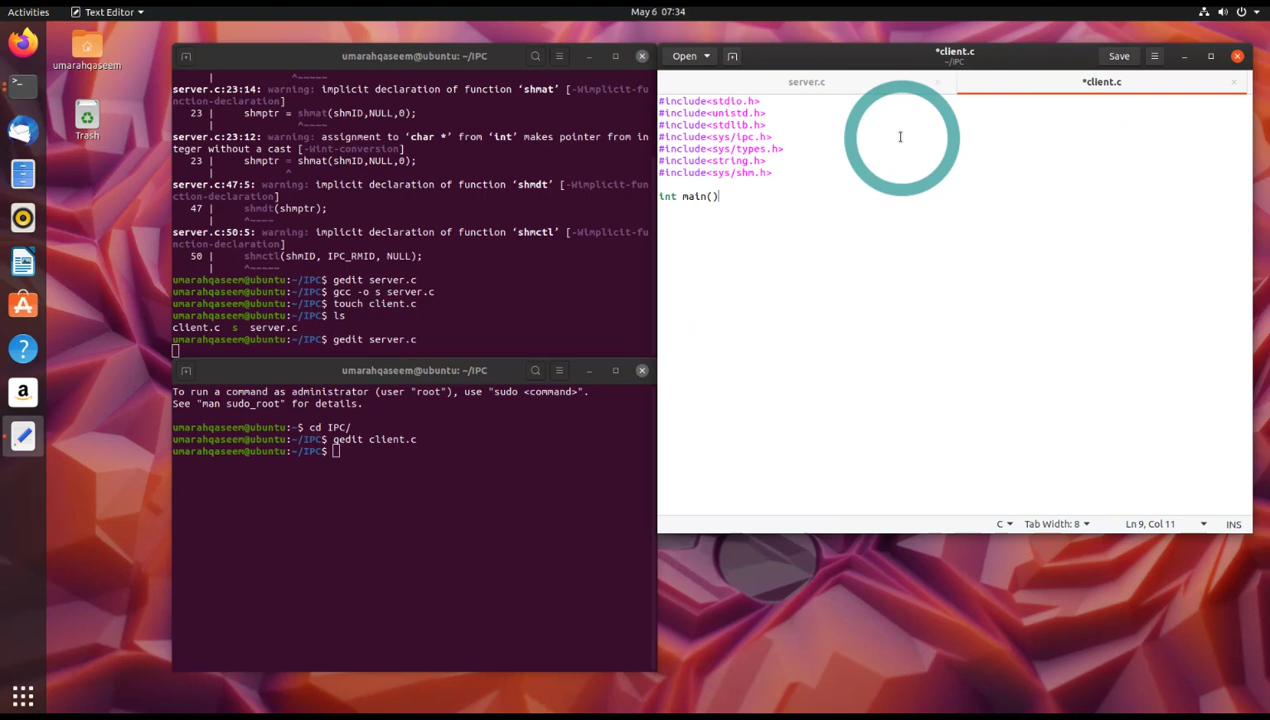 Activities
Text Editor
May 6 07:34
umarahqaseem
Trash
umarahqaseem@ubuntu: ~/IPC
| ^~~~~~
server.c:23:14: warning: implicit declaration of function ‘shmat’ [-Wimplicit-fu
nction-declaration]
23 | shmptr = shmat(shmID,NULL,0);
| ^~~~~
server.c:23:12: warning: assignment to ‘char *’ from ‘int’ makes pointer from in
teger without a cast [-Wint-conversion]
23 | shmptr = shmat(shmID,NULL,0);
| ^
server.c:47:5: warning: implicit declaration of function ‘shmdt’ [-Wimplicit-fun
ction-declaration]
47 | shmdt(shmptr);
| ^~~~~
server.c:50:5: warning: implicit declaration of function ‘shmctl’ [-Wimplicit-fu
nction-declaration]
50 | shmctl(shmID, IPC_RMID, NULL);
| ^~~~~~
umarahqaseem@ubuntu:~/IPC$ gedit server.c
umarahqaseem@ubuntu:~/IPC$ gcc -o s server.c
umarahqaseem@ubuntu:~/IPC$ touch client.c
umarahqaseem@ubuntu:~/IPC$ ls
client.c s server.c
umarahqaseem@ubuntu:~/IPC$ gedit server.c
umarahqaseem@ubuntu: ~/IPC
To run a command as administrator (user "root"), use "sudo <command>".
See "man sudo_root" for details.
umarahqaseem@ubuntu:~$ cd IPC/
umarahqaseem@ubuntu:~/IPC$ gedit client.c
umarahqaseem@ubuntu:~/IPC$
Open
*client.c
~/IPC
Save
server.c
*client.c
#include<stdio.h>
#include<unistd.h>
#include<stdlib.h>
#include<sys/ipc.h>
#include<sys/types.h>
#include<string.h>
#include<sys/shm.h>
int main()
C
Tab Width: 8
Ln 9, Col 11
INS